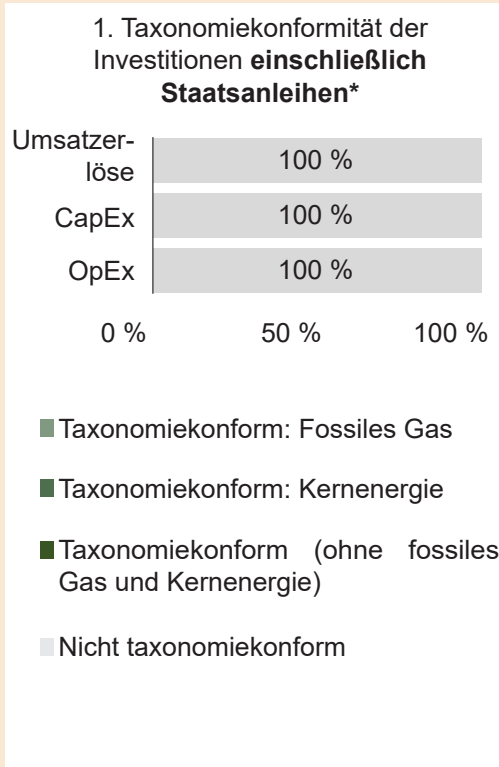 1. Taxonomiekonformität der
Investitionen einschließlich
Staatsanleihen*
Umsatzer-
löse
100 %
CapEx
100 %
OpEx
100 %
0 %
50 %
100 %
Taxonomiekonform: Fossiles Gas
Taxonomiekonform: Kernenergie
Taxonomiekonform (ohne fossiles
Gas und Kernenergie)
Nicht taxonomiekonform